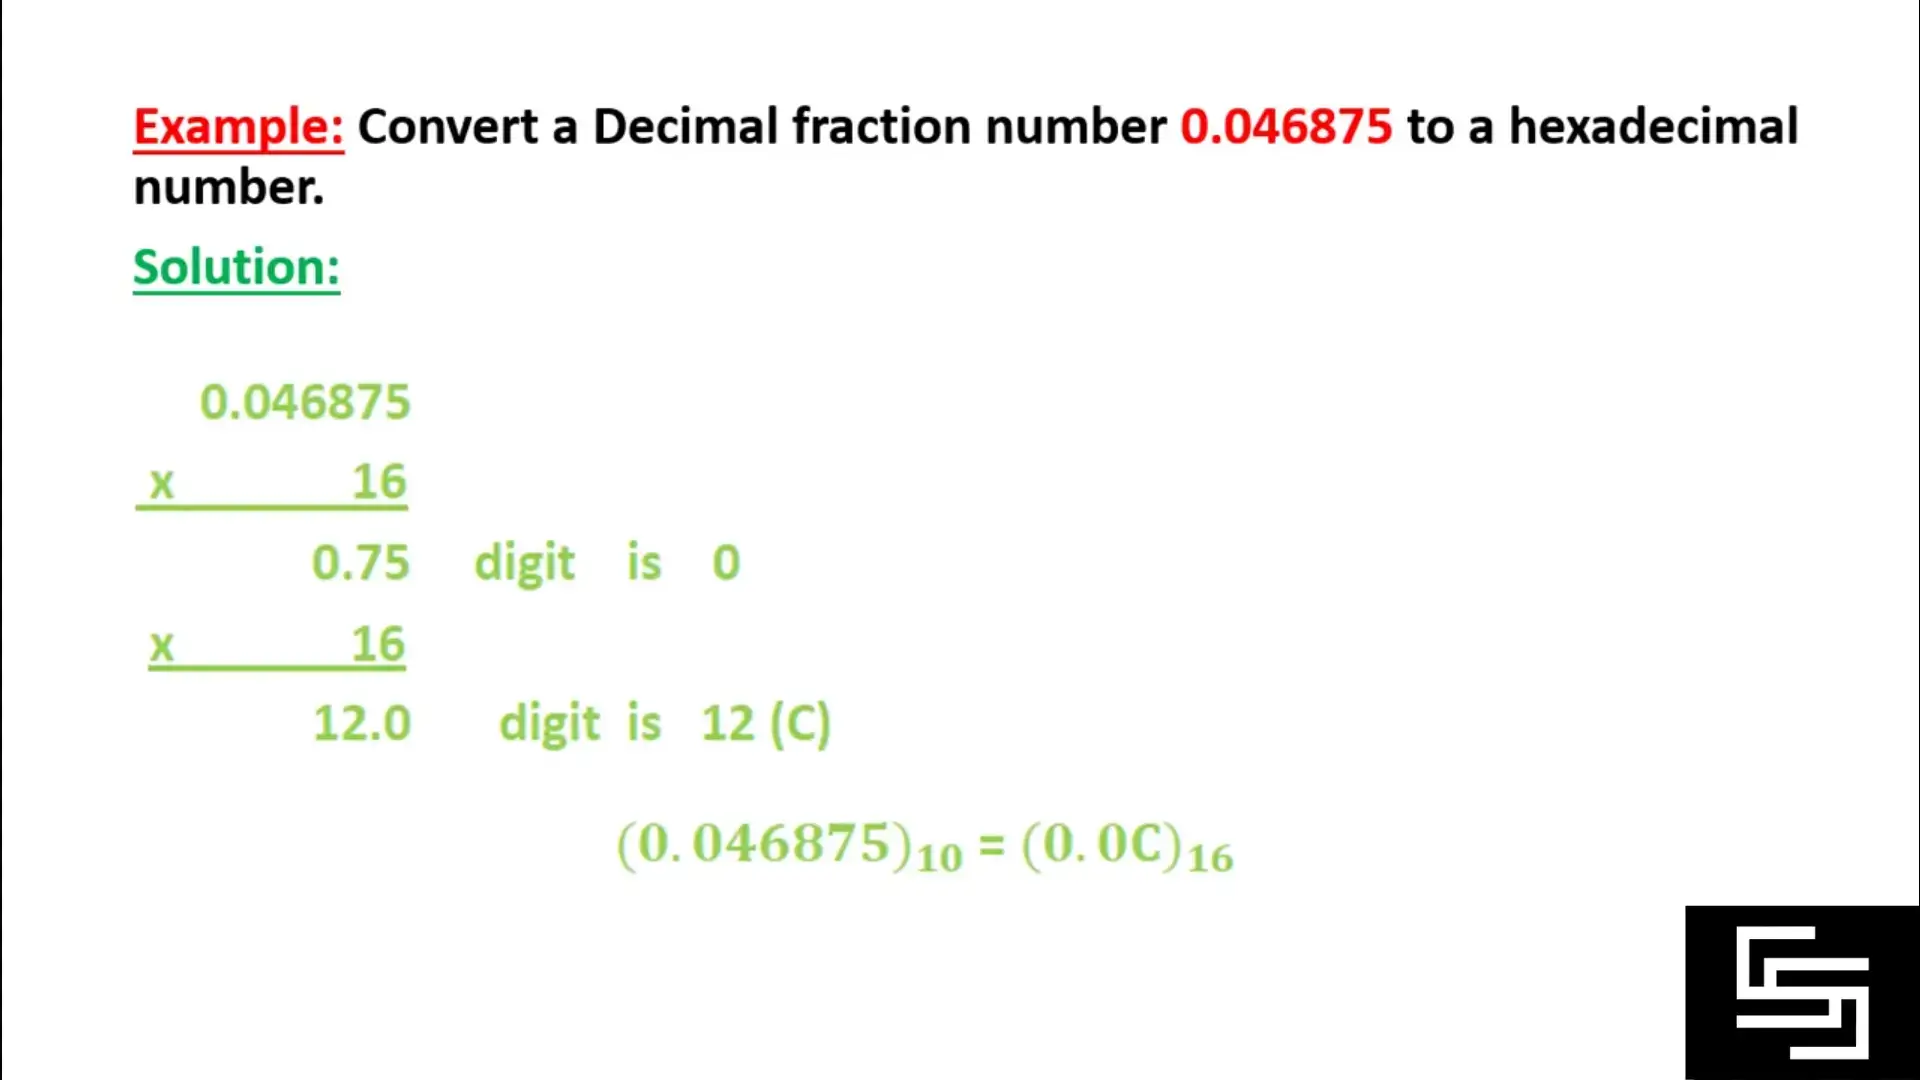 Example: Convert a Decimal fraction number 0.046875 to a hexadecimal
number.
Solution:
0.046875
x 16
0.75 digit is 0
x 16
12.0 digit is 12 (C)
(0.046875)₁₀ = (0.0C)₁₆